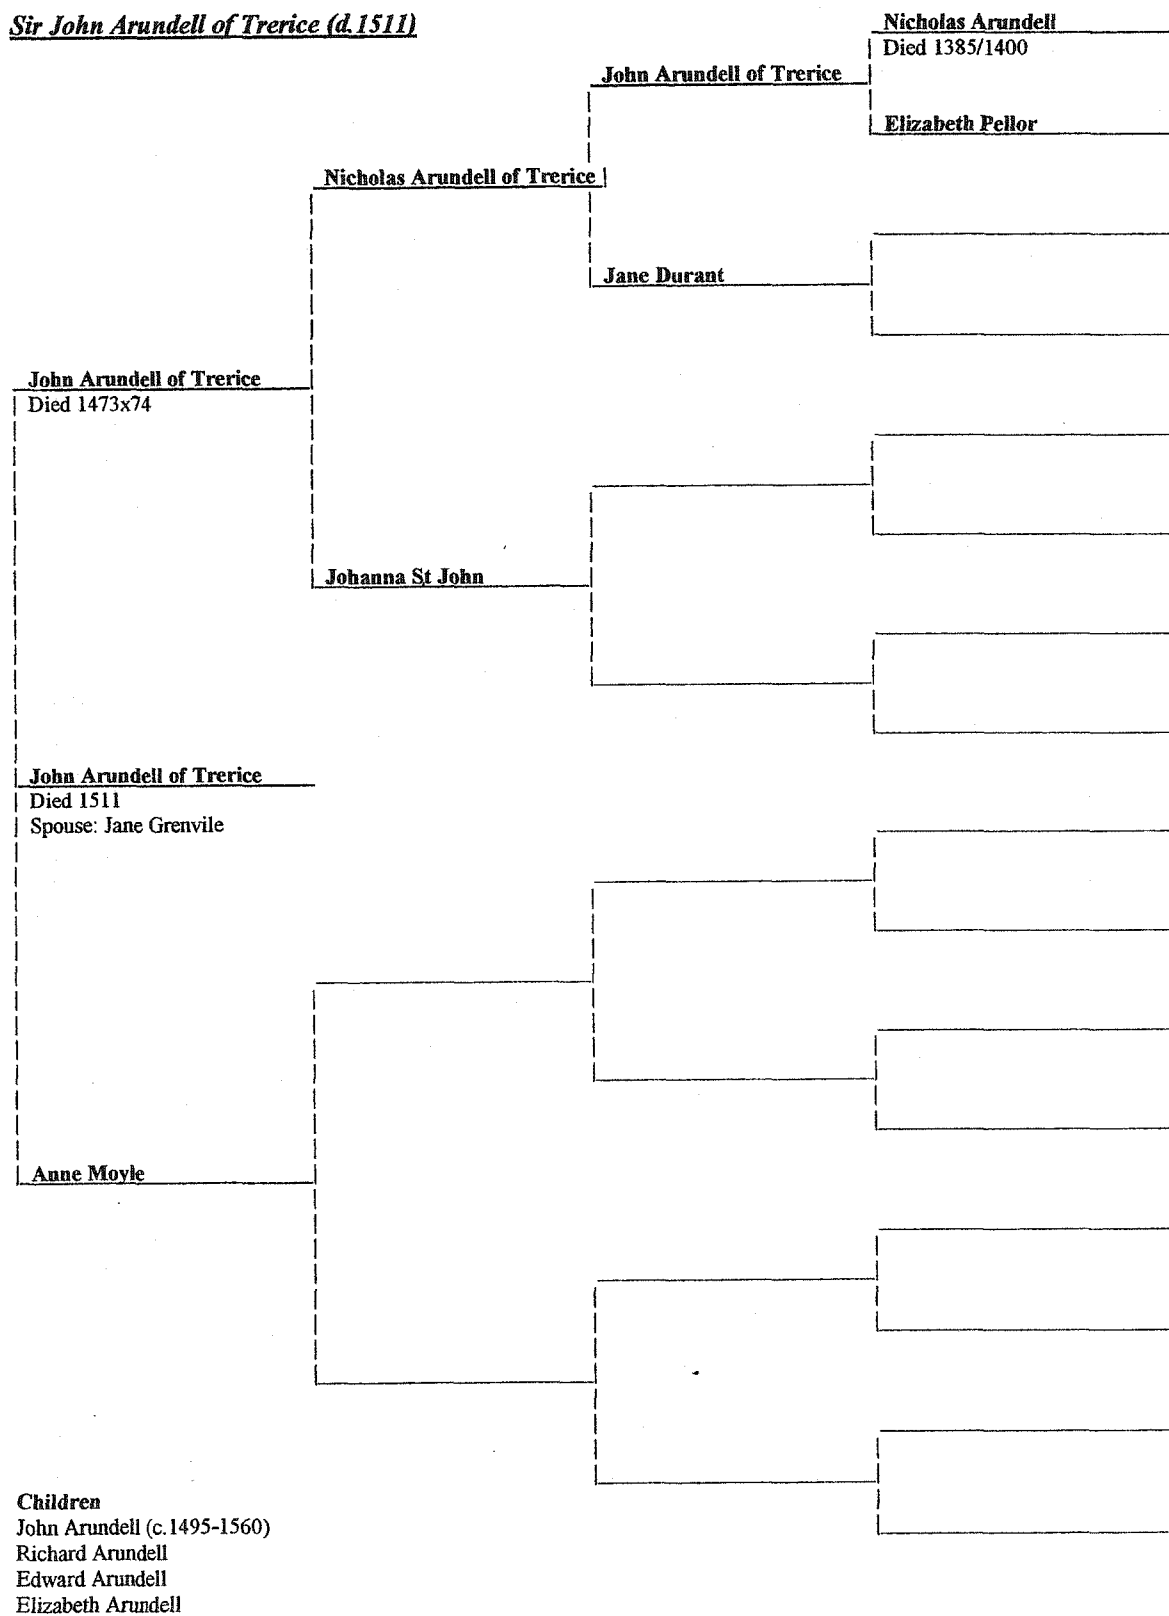 Sir John Arundell of Trerice (d.1511)
Nicholas Arundell
Died 1385/1400
John Arundell of Trerice
Elizabeth Pellor
Nicholas Arundell of Trerice
Jane Durant
John Arundell of Trerice
Died 1473x74
Johanna St John
John Arundell of Trerice
Died 1511
Spouse: Jane Grenvile
Anne Moyle
Children
John Arundell (c.1495-1560)
Richard Arundell
Edward Arundell
Elizabeth Arundell